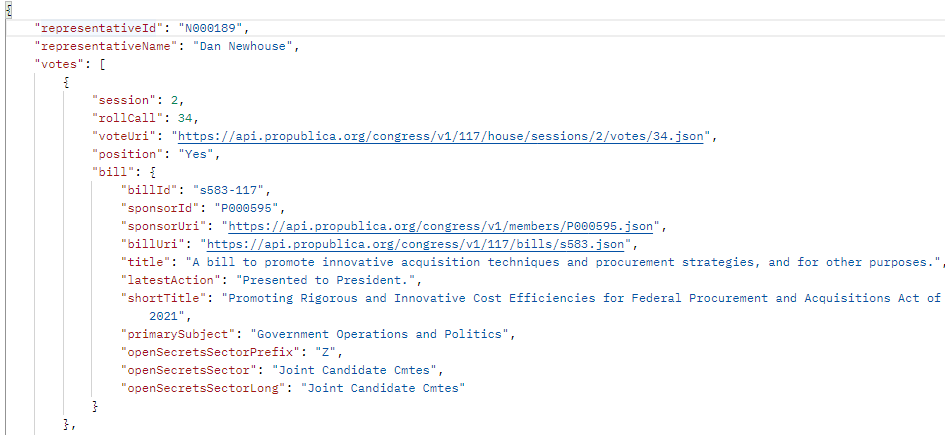 {
"representativeId": "N000189",
"representativeName": "Dan Newhouse",
"votes": [
{
"session": 2,
"rollCall": 34,
"voteUri": "https://api.propublica.org/congress/v1/117/house/sessions/2/votes/34.json",
"position": "Yes",
"bill": {
"billId": "s583-117",
"sponsorId": "P000595",
"sponsorUri": "https://api.propublica.org/congress/v1/members/P000595.json",
"billUri": "https://api.propublica.org/congress/v1/117/bills/s583.json",
"title": "A bill to promote innovative acquisition techniques and procurement strategies, and for other purposes.",
"latestAction": "Presented to President.",
"shortTitle": "Promoting Rigorous and Innovative Cost Efficiencies for Federal Procurement and Acquisitions Act of
2021",
"primarySubject": "Government Operations and Politics",
"openSecretsSectorPrefix": "Z",
"openSecretsSector": "Joint Candidate Cmtes",
"openSecretsSectorLong": "Joint Candidate Cmtes"
}
},